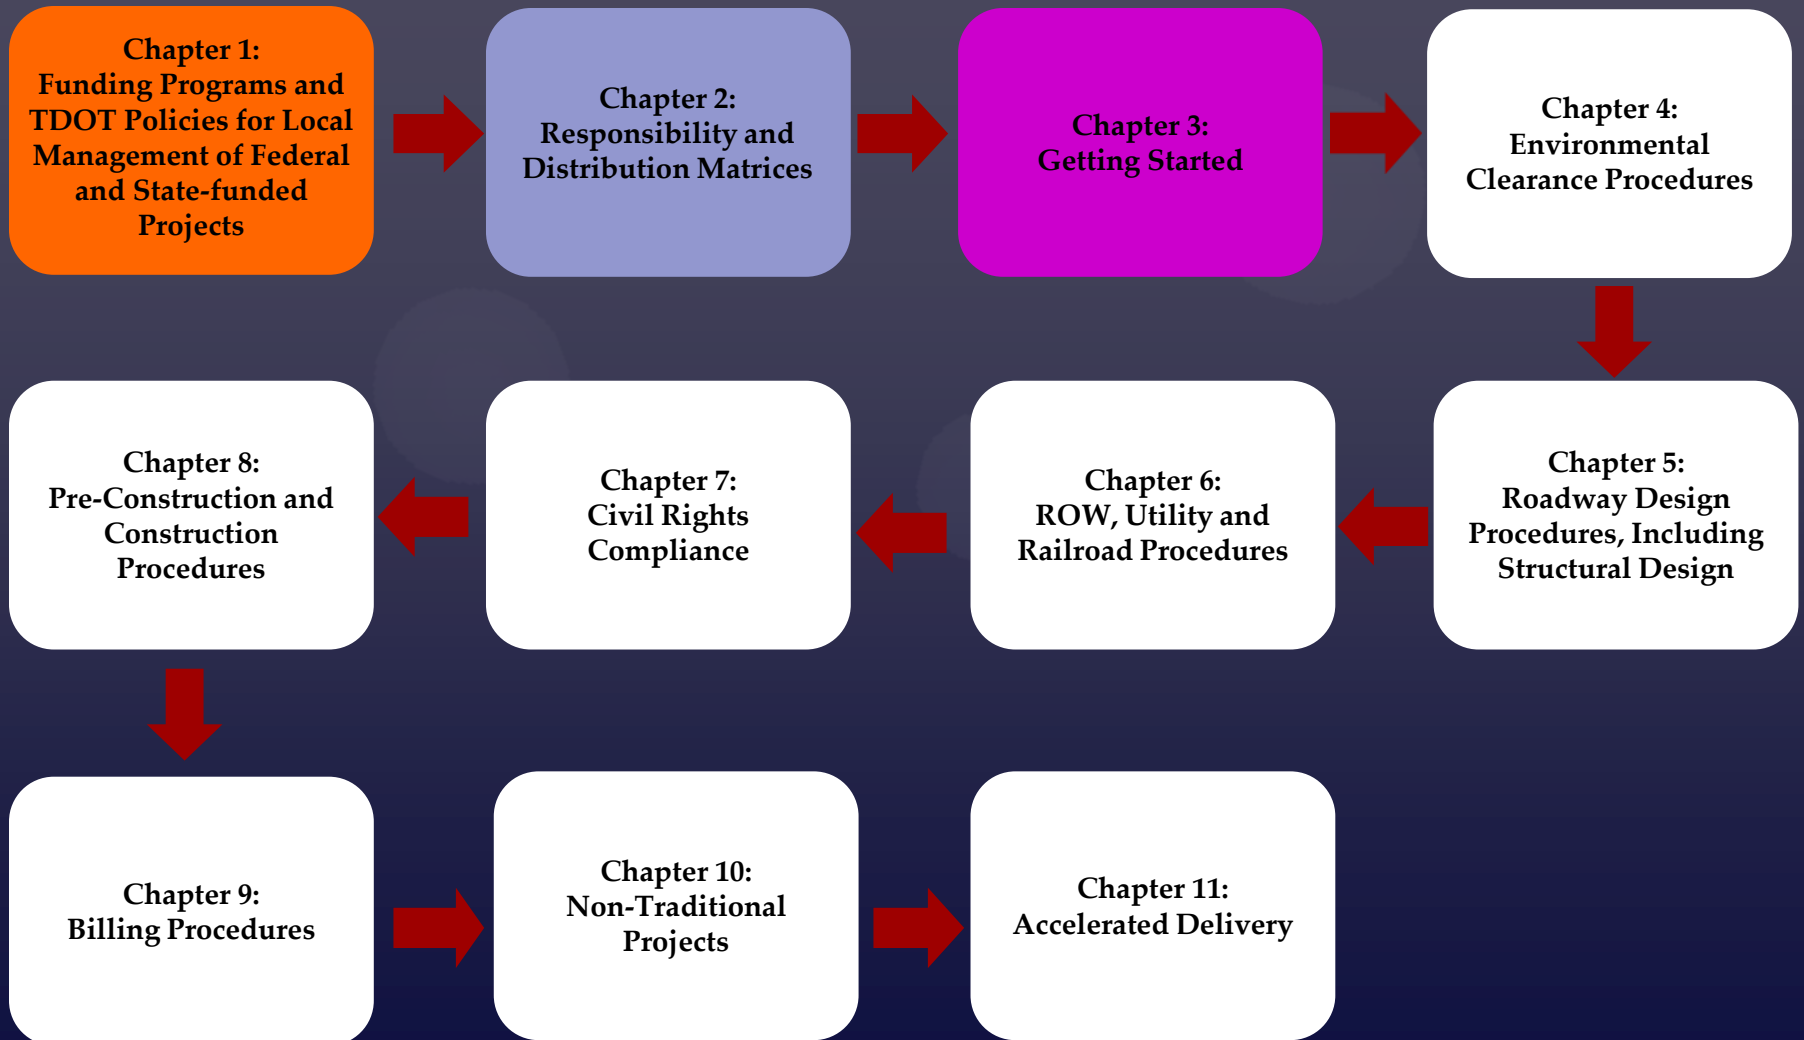 Chapter 1:
Funding Programs and
TDOT Policies for Local
Management of Federal
and State-funded
Projects
Chapter 2:
Responsibility and
Distribution Matrices
Chapter 3:
Getting Started
Chapter 4:
Environmental
Clearance Procedures
Chapter 5:
Roadway Design
Procedures, Including
Structural Design
Chapter 6:
ROW, Utility and
Railroad Procedures
Chapter 7:
Civil Rights
Compliance
Chapter 8:
Pre-Construction and
Construction
Procedures
Chapter 9:
Billing Procedures
Chapter 10:
Non-Traditional
Projects
Chapter 11:
Accelerated Delivery